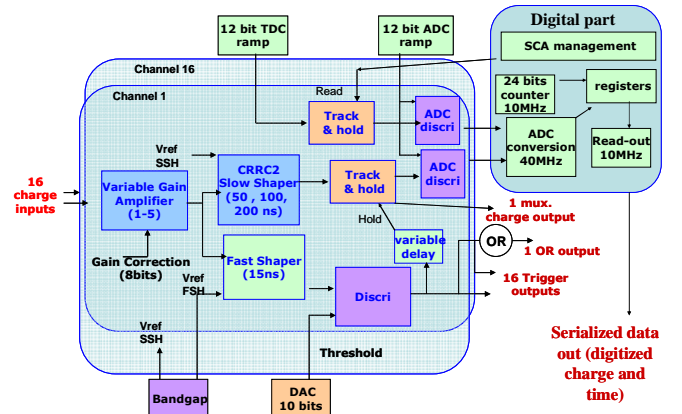 12 bit TDC
ramp
12 bit ADC
ramp
Digital part
SCA management
24 bits
counter
10MHz
registers
ADC
conversion
40MHz
Read-out
10MHz
Channel 16
Channel 1
Read
Track
& hold
ADC
discri
Vref
SSH
CRRC2
Slow Shaper
(50 , 100,
200 ns)
Track
& hold
ADC
discri
16
charge
inputs
Variable Gain
Amplifier
(1-5)
Hold
1 mux.
charge output
variable
delay
OR
1 OR output
Gain Correction
(8bits)
Vref
FSH
Fast Shaper
(15ns)
Discri
16 Trigger
outputs
Vref
SSH
Threshold
Serialized data
out (digitized
charge and
time)
Bandgap
DAC
10 bits